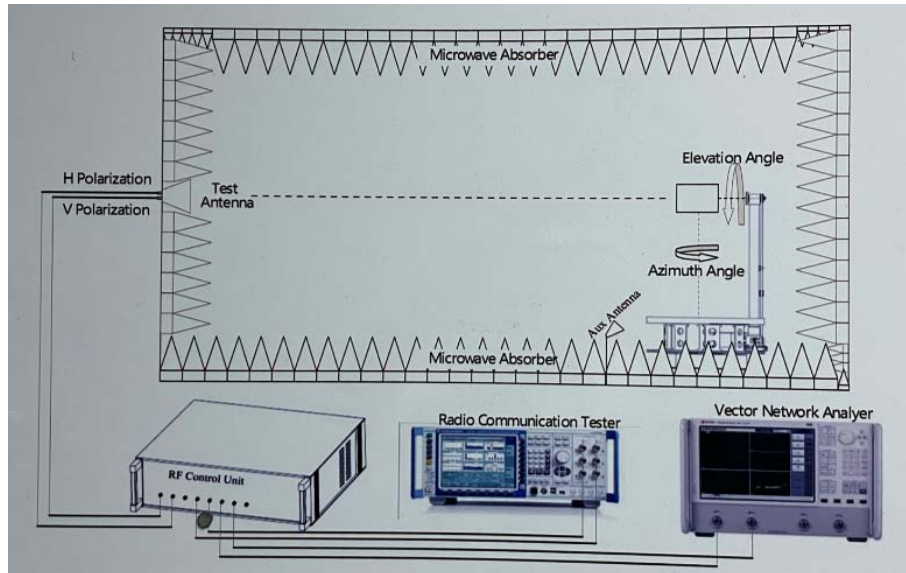 Microwave Absorber
Elevation Angle
H Polarization
Test
Antenna
V Polarization
Azimuth Angle
Aux Antenna
Microwave Absorber
Radio Communication Tester
Vector Network Analyer
RF Control Unit